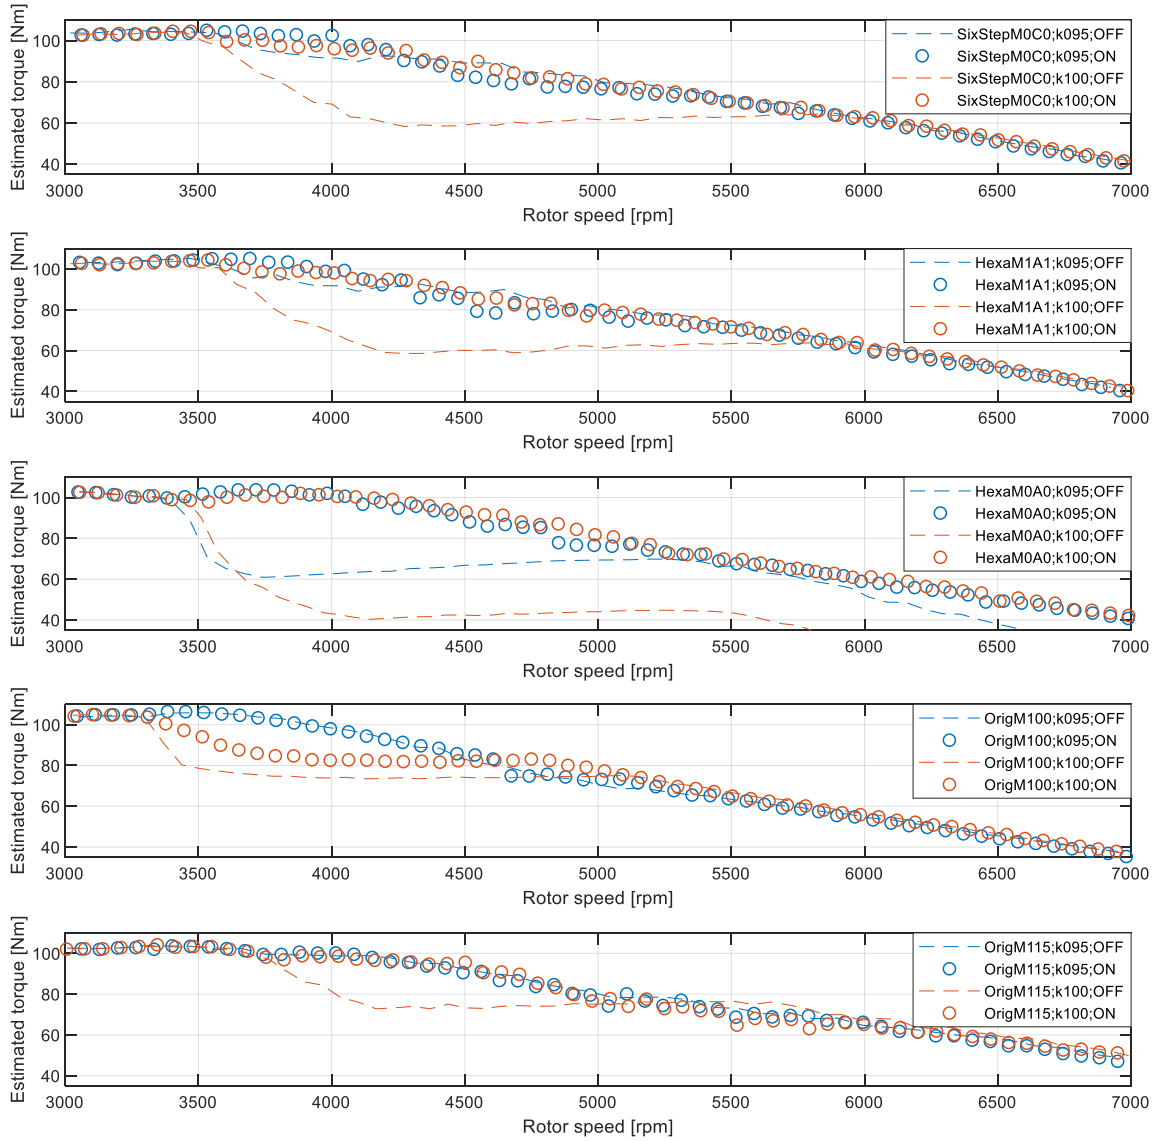 Estimated torque [Nm]
100
80
60
40
SixStepM0C0;k095;OFF
SixStepM0C0;k095;ON
SixStepM0C0;k100;OFF
SixStepM0C0;k100;ON
3000 3500 4000 4500 5000 5500 6000 6500 7000
Rotor speed [rpm]
Estimated torque [Nm]
100
80
60
40
HexaM1A1;k095;OFF
HexaM1A1;k095;ON
HexaM1A1;k100;OFF
HexaM1A1;k100;ON
3000 3500 4000 4500 5000 5500 6000 6500 7000
Rotor speed [rpm]
Estimated torque [Nm]
100
80
60
40
HexaM0A0;k095;OFF
HexaM0A0;k095;ON
HexaM0A0;k100;OFF
HexaM0A0;k100;ON
3000 3500 4000 4500 5000 5500 6000 6500 7000
Rotor speed [rpm]
Estimated torque [Nm]
100
80
60
40
OrigM100;k095;OFF
OrigM100;k095;ON
OrigM100;k100;OFF
OrigM100;k100;ON
3000 3500 4000 4500 5000 5500 6000 6500 7000
Rotor speed [rpm]
Estimated torque [Nm]
100
80
60
40
OrigM115;k095;OFF
OrigM115;k095;ON
OrigM115;k100;OFF
OrigM115;k100;ON
3000 3500 4000 4500 5000 5500 6000 6500 7000
Rotor speed [rpm]